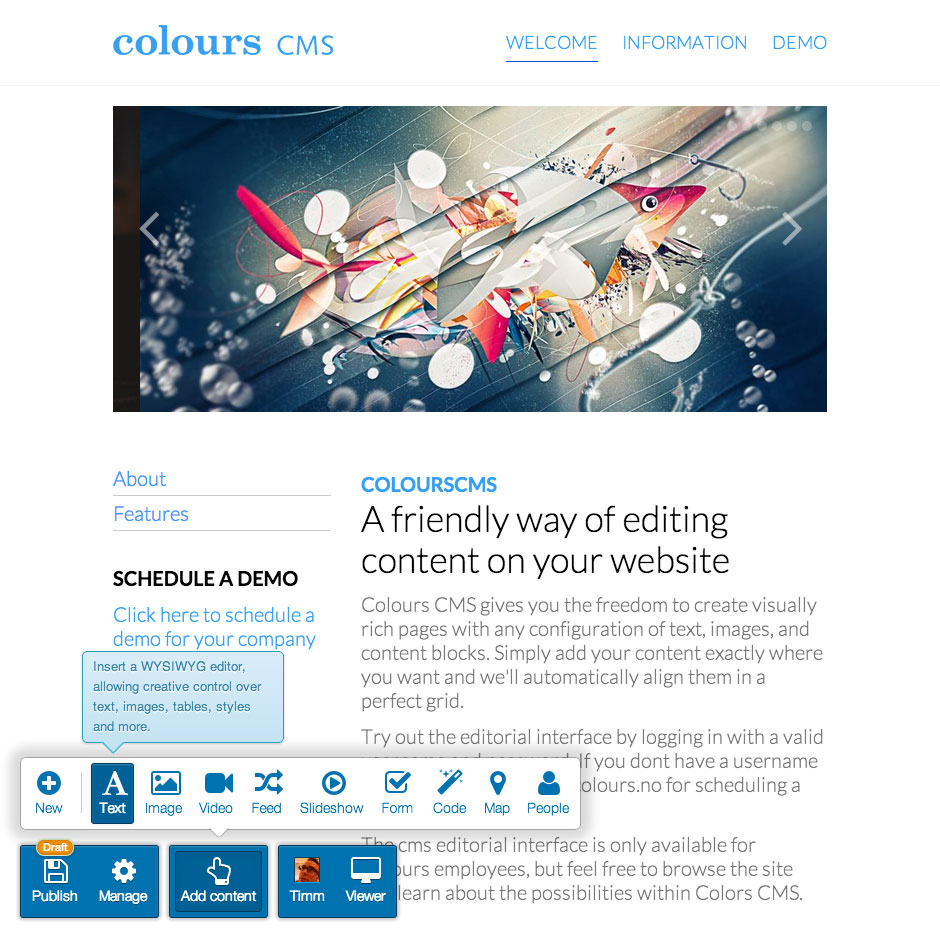 colours CMS
WELCOME INFORMATION DEMO
About
Features
SCHEDULE A DEMO
Click here to schedule a
demo for your company
COLOURSCMS
A friendly way of editing
content on your website
Colours CMS gives you the freedom to create visually
rich pages with any configuration of text, images, and
content blocks. Simply add your content exactly where
you want and we'll automatically align them in a
perfect grid.
Try out the editorial interface by logging in with a valid
username and password. If you dont have a username
colours.no for scheduling a
The cms editorial interface is only available for
colours employees, but feel free to browse the site
learn about the possibilities within Colors CMS.
Insert a WYSIWYG editor,
allowing creative control over
text, images, tables, styles
and more.
New Text Image Video Feed Slideshow Form Code Map People
Draft
Publish Manage Add content Timm Viewer